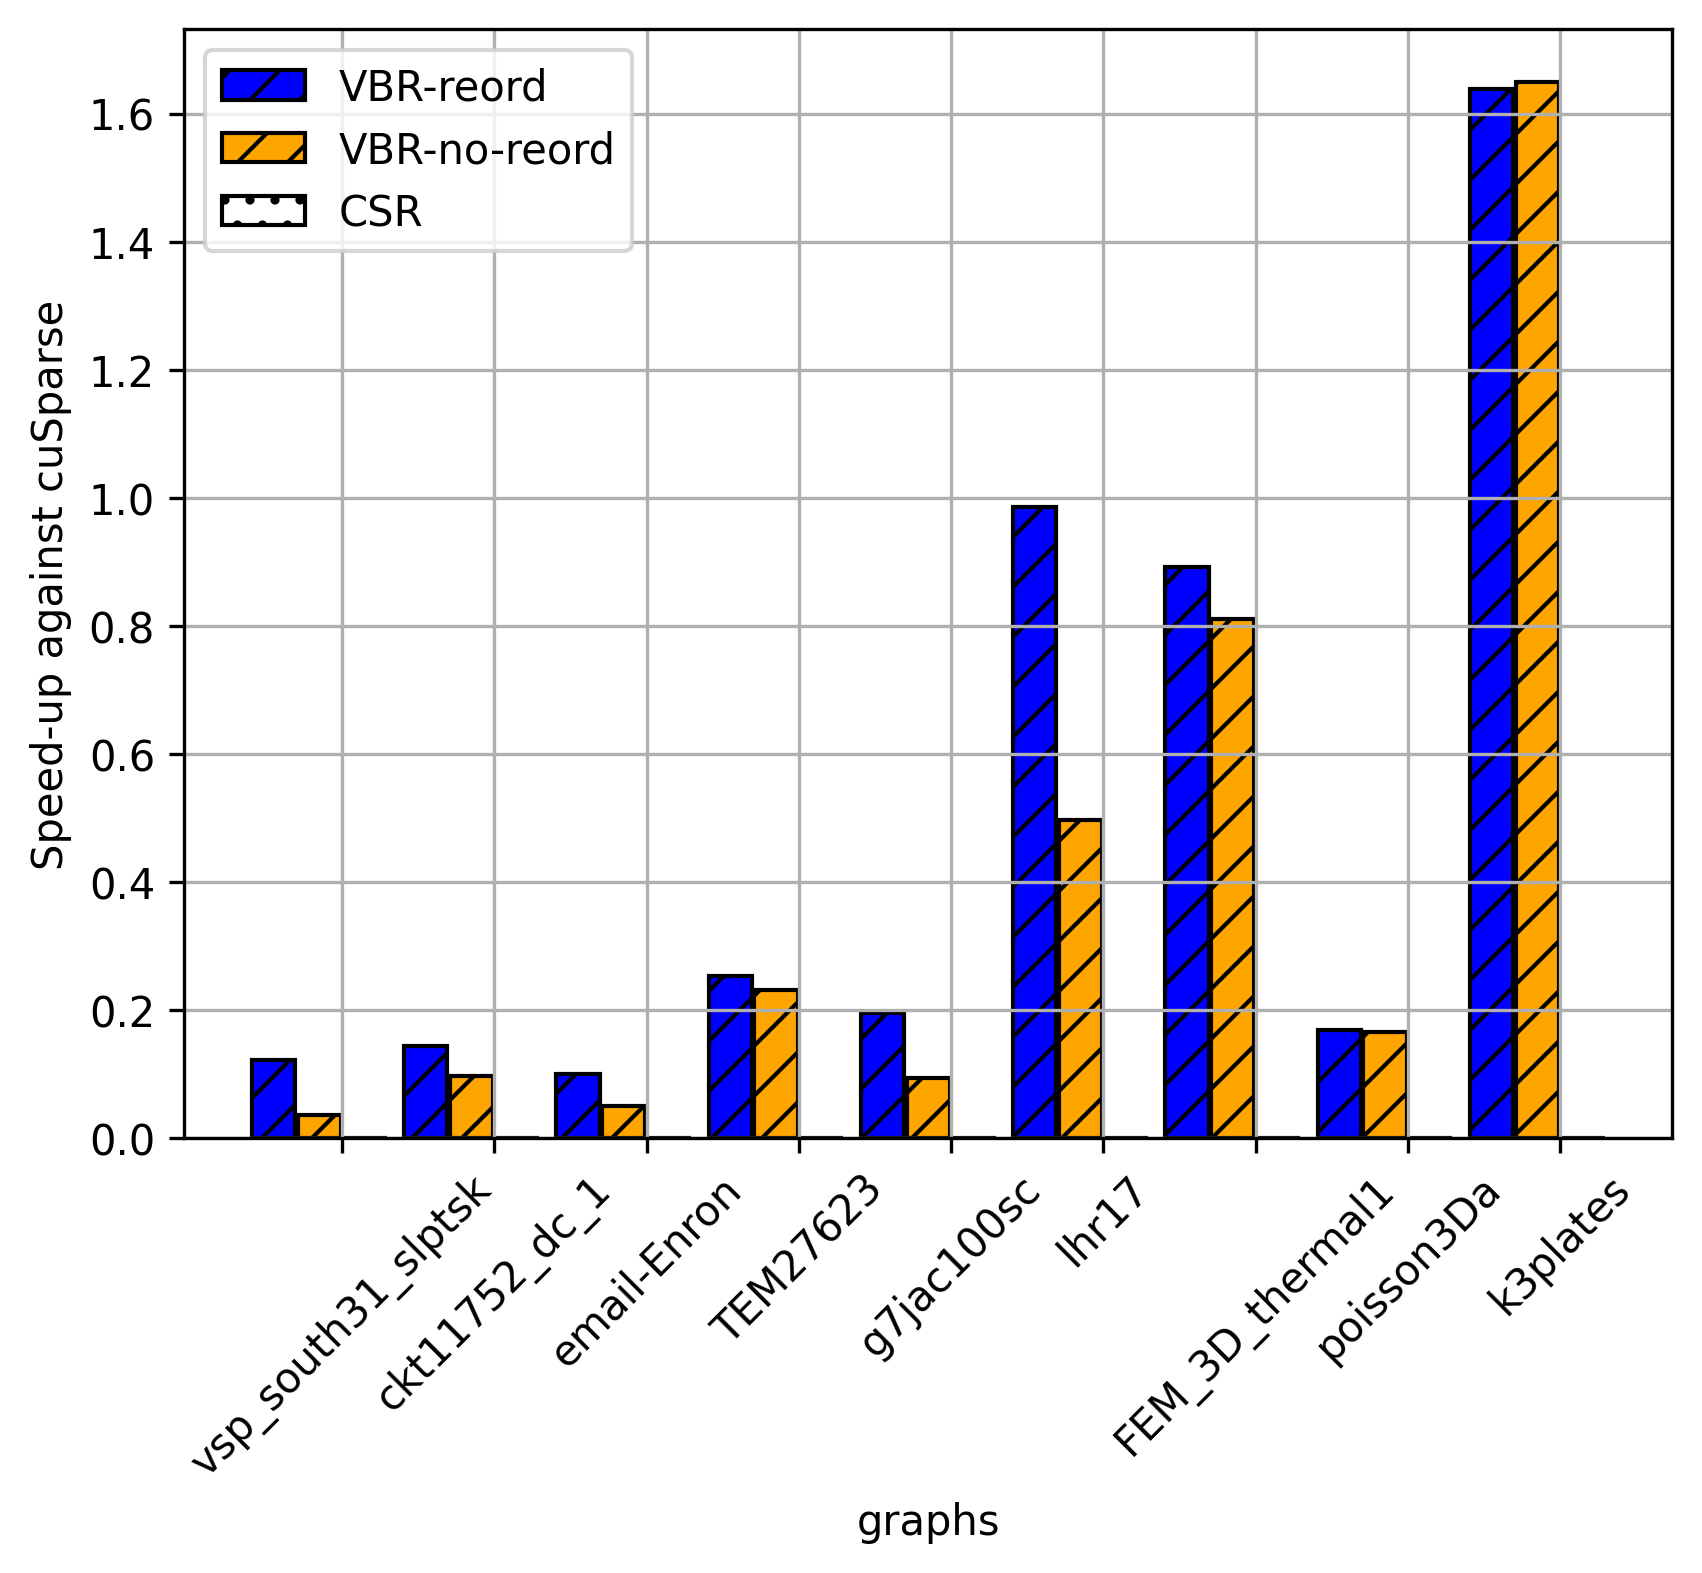 VBR-reord
VBR-no-reord
CSR
Speed-up against cuSparse
1.6
1.4
1.2
1.0
0.8
0.6
0.4
0.2
0.0
vsp_south31_slptsk
ckt11752_dc_1
email-Enron
TEM27623
g7jac100sc
lhr17
FEM_3D_thermal1
poisson3Da
k3plates
graphs